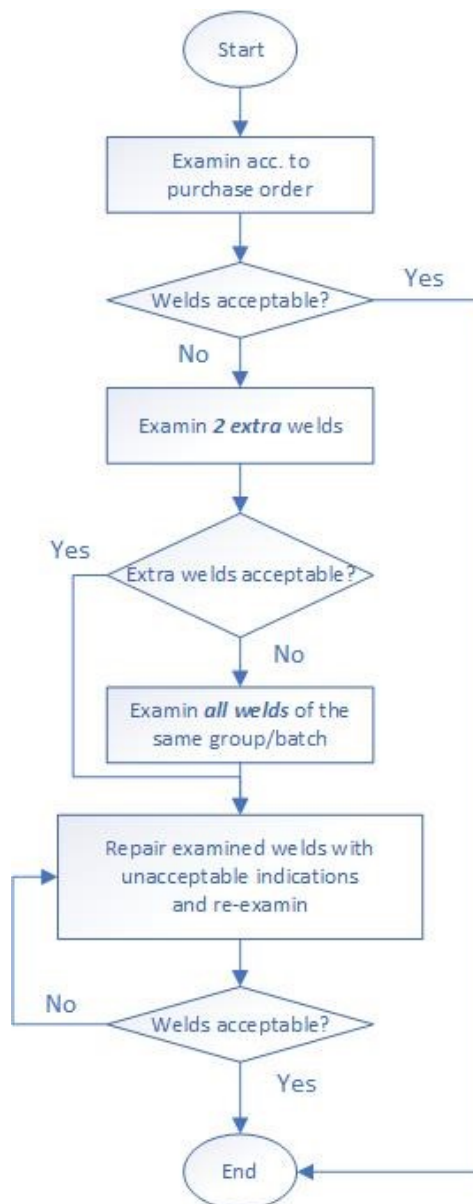 Start
Examin acc. to
purchase order
Welds acceptable?
Yes
No
Examin 2 extra welds
Yes
Extra welds acceptable?
No
Examin all welds of the
same group/batch
Repair examined welds with
unacceptable indications
and re-examin
No
Welds acceptable?
Yes
End